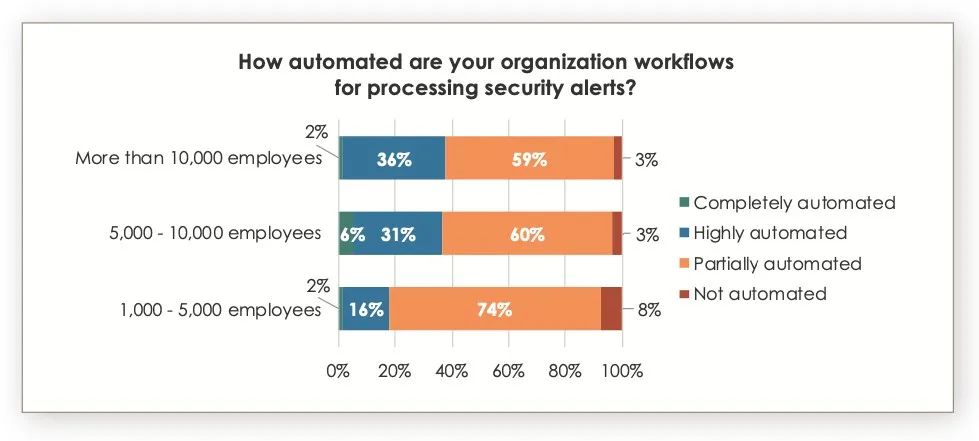 How automated are your organization workflows
for processing security alerts?
2%
More than 10,000 employees 36% 59% 3%
5,000 - 10,000 employees 6% 31% 60% 3%
2%
1,000 - 5,000 employees 16% 74% 8%
0% 20% 40% 60% 80% 100%
Completely automated
Highly automated
Partially automated
Not automated